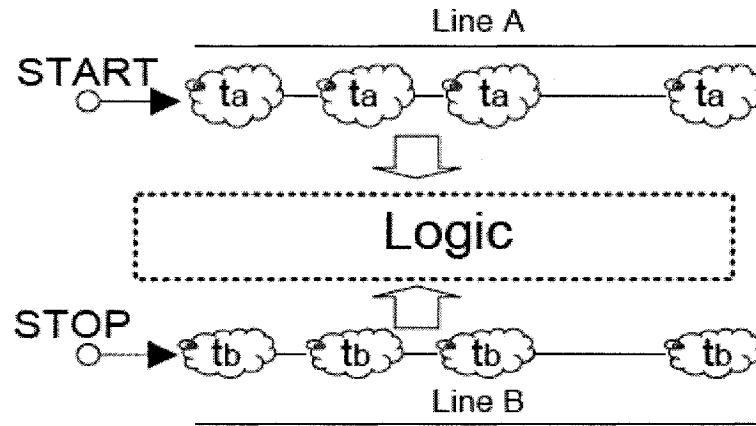 Line A
START
ta ta ta ta
Logic
STOP
tb tb tb tb
Line B